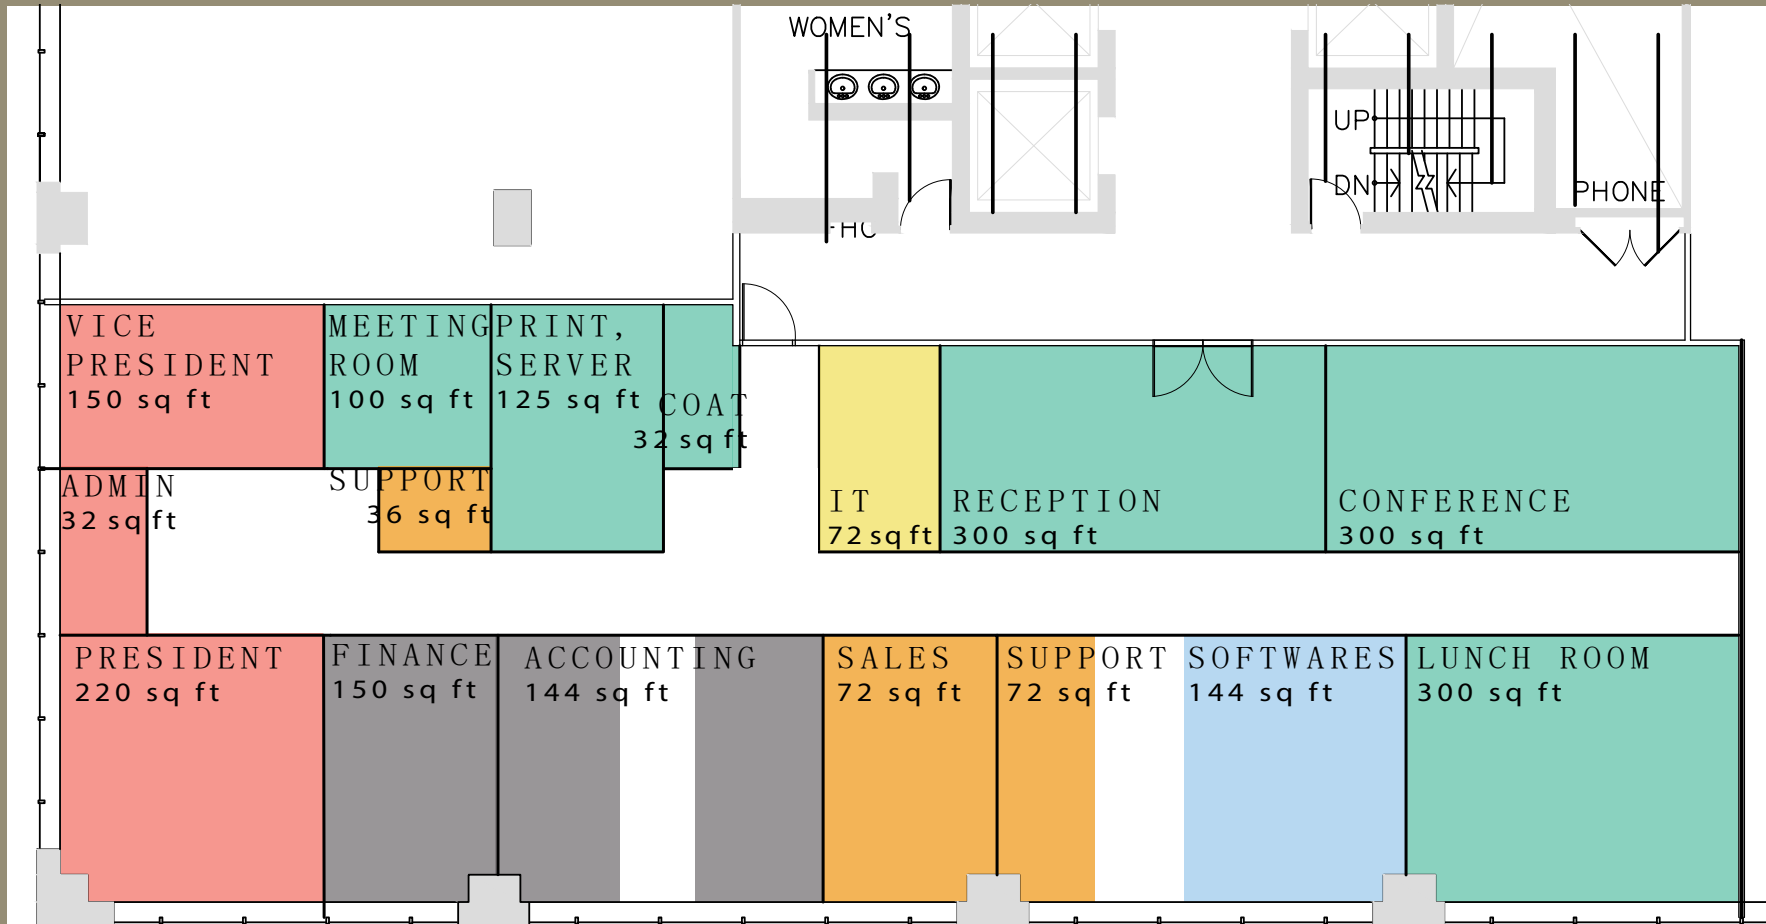 WOMEN'S
UP
DN
PHONE
HC
VICE
PRESIDENT
150 sq ft
MEETING
ROOM
100 sq ft
PRINT,
SERVER
125 sq ft
COAT
32 sq ft
ADMIN
32 sq ft
SUPPORT
36 sq ft
IT
72 sq ft
RECEPTION
300 sq ft
CONFERENCE
300 sq ft
PRESIDENT
220 sq ft
FINANCE
150 sq ft
ACCOUNTING
144 sq ft
SALES
72 sq ft
SUPPORT
72 sq ft
SOFTWARES
144 sq ft
LUNCH ROOM
300 sq ft